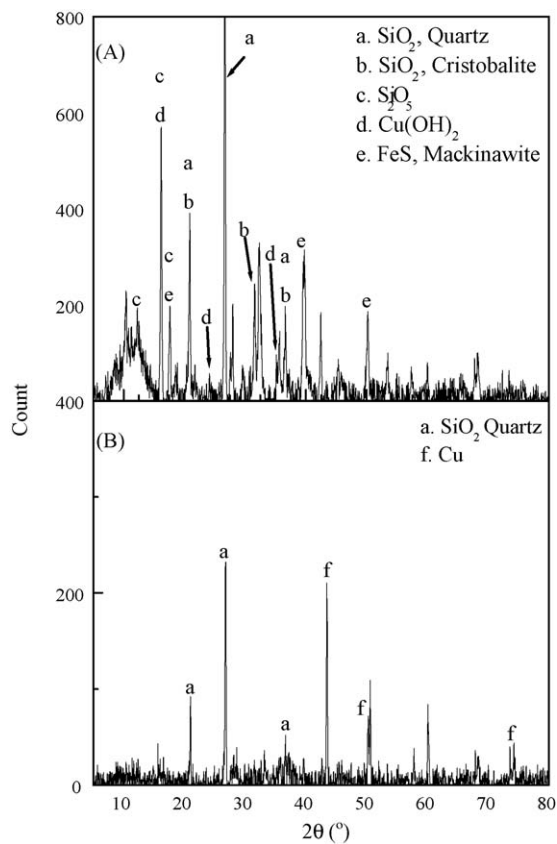 800
(A)
a
a. SiO2, Quartz
b. SiO2, Cristobalite
c. Si2O5
d. Cu(OH)2
e. FeS, Mackinawite
600
c
d
a
400
b
c
b
d
a
e
200
c
e
d
b
e
400
Count
(B)
a. SiO2 Quartz
f. Cu
a
f
200
a
f
a
f
0
10 20 30 40 50 60 70 80
2θ (º)